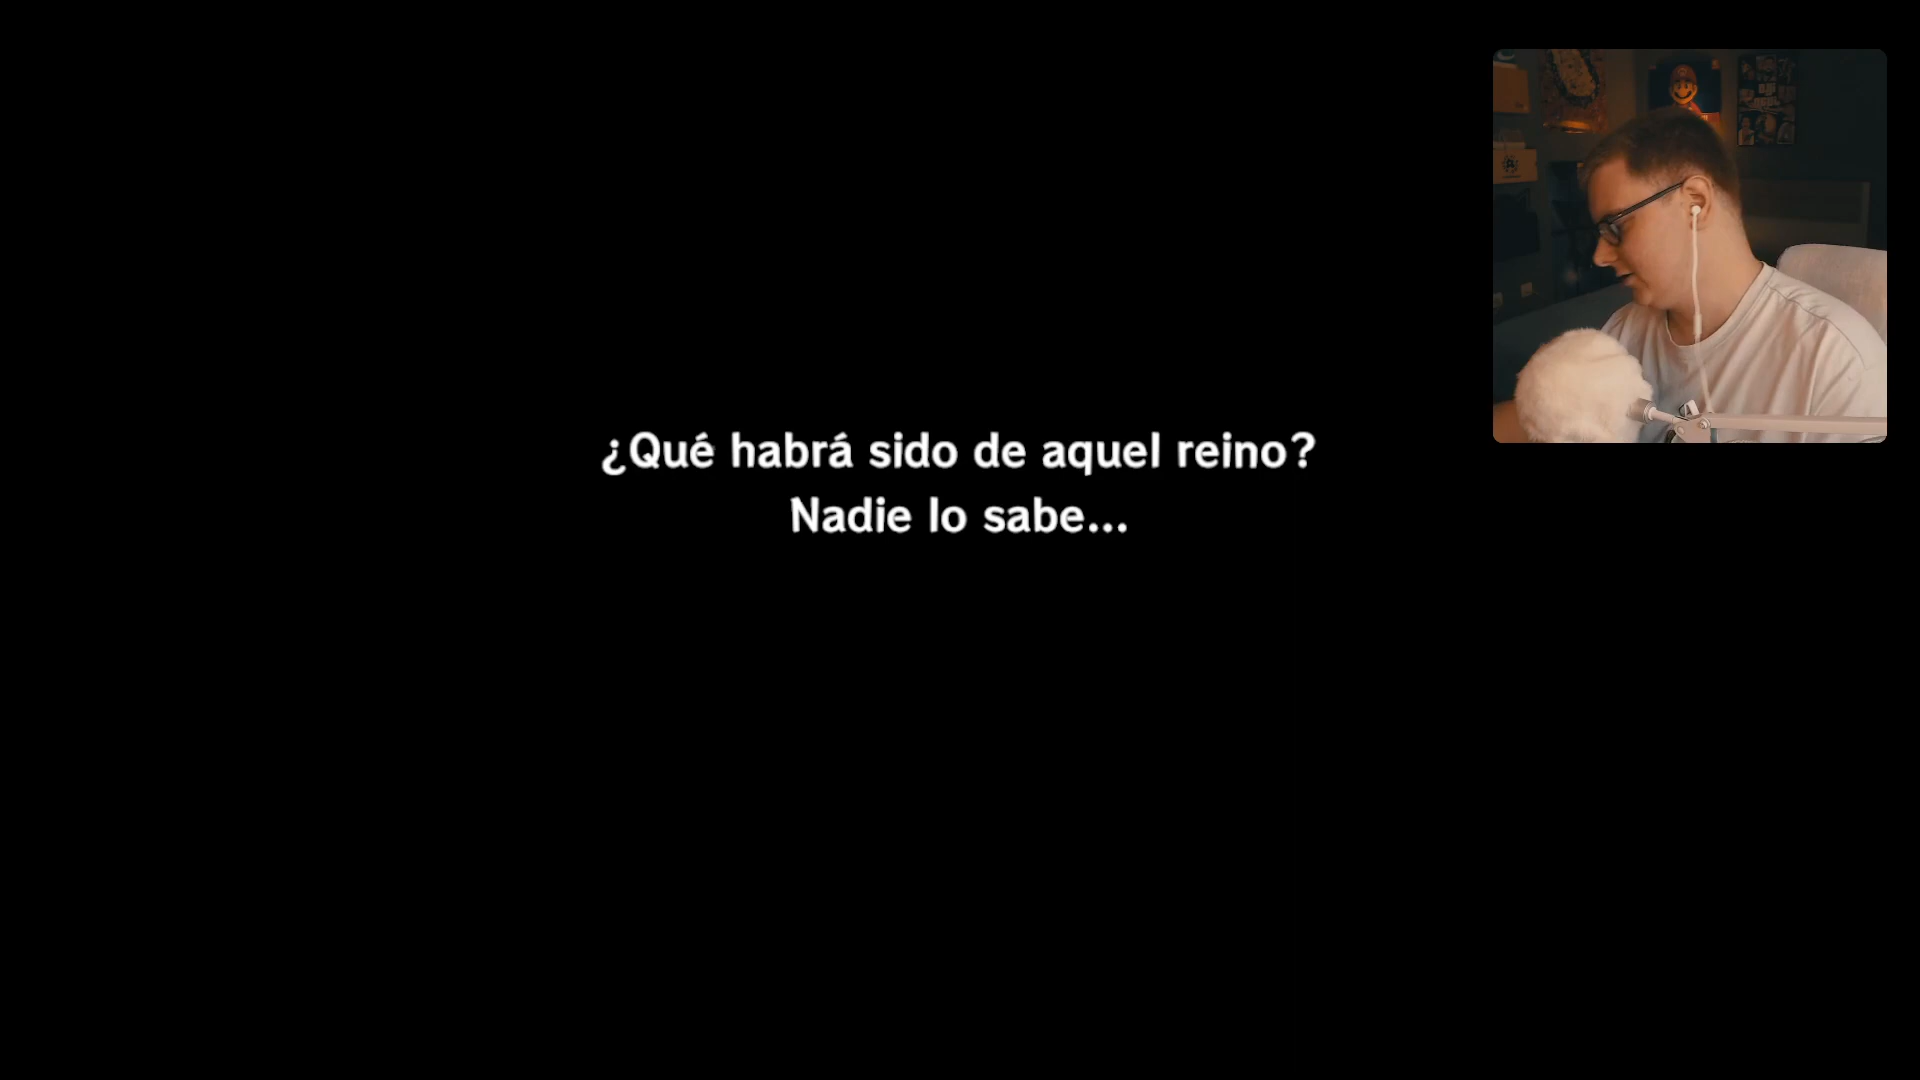 ¿Qué habrá sido de aquel reino?
Nadie lo sabe...